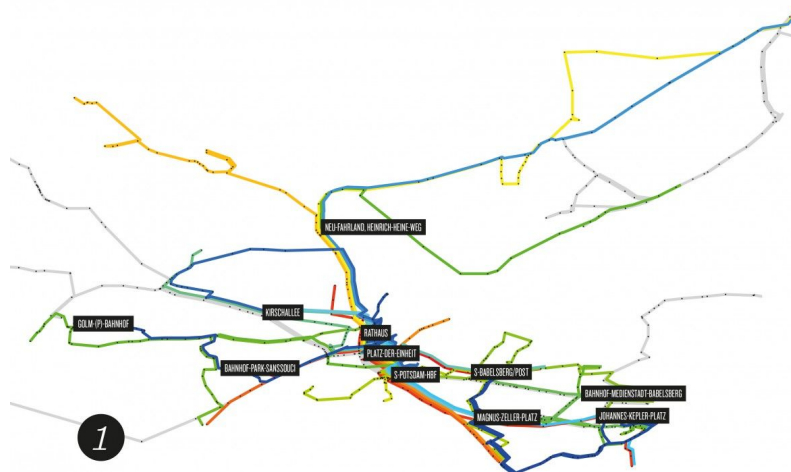 NEU-FAHRLAND, HEINRICH-HEINE-WEG
KIRSCHALLEE
GOLM-(P)-BAHNHOF
RATHAUS
PLATZ-DER-EINHEIT
BAHNHOF-PARK-SANSSOUCI
S-POTSDAM-HBF
S-BABELSBERG/POST
BAHNHOF-MEDIENSTADT-BABELSBERG
MAGNUS-ZELLER-PLATZ
JOHANNES-KEPLER-PLATZ
1